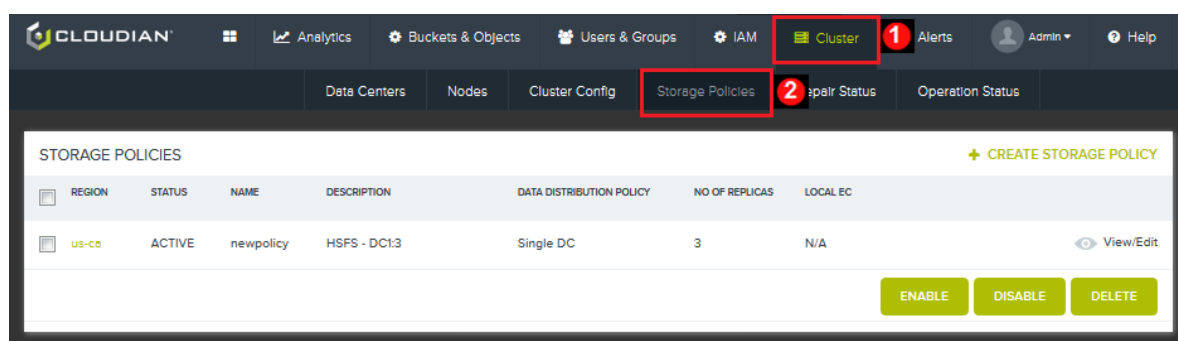 CLOUDIAN Analytics Buckets & Objects Users & Groups IAM Cluster 1 Alerts Admin Help
Data Centers Nodes Cluster Config Storage Policies 2 epair Status Operation Status
STORAGE POLICIES + CREATE STORAGE POLICY
REGION STATUS NAME DESCRIPTION DATA DISTRIBUTION POLICY NO OF REPLICAS LOCAL EC
us-ca ACTIVE newpolicy HSFS - DC1:3 Single DC 3 N/A View/Edit
ENABLE DISABLE DELETE